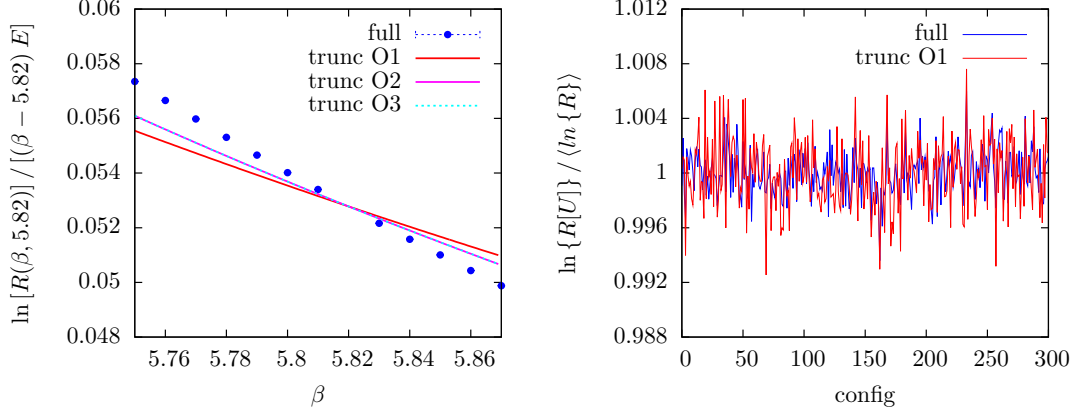 0.06
0.058
0.056
0.054
0.052
0.05
0.048
5.76 5.78 5.8 5.82 5.84 5.86
ln [R(β, 5.82)] / [(β − 5.82) E]
β
full
trunc O1
trunc O2
trunc O3
1.012
1.008
1.004
1
0.996
0.992
0.988
0 50 100 150 200 250 300
ln {R[U]} / ⟨ln {R}⟩
config
full
trunc O1